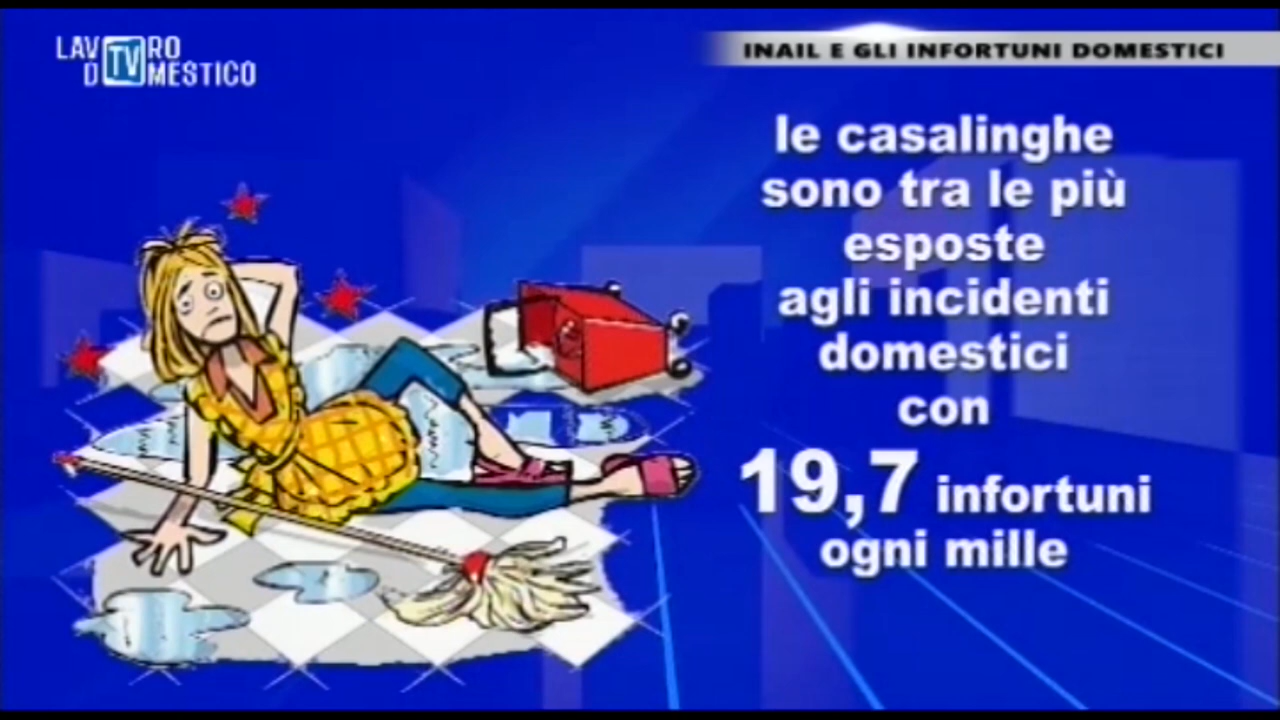 LAVORO
TV
DOMESTICO
INAIL E GLI INFORTUNI DOMESTICI
le casalinghe
sono tra le più
esposte
agli incidenti
domestici
con
19,7 infortuni
ogni mille